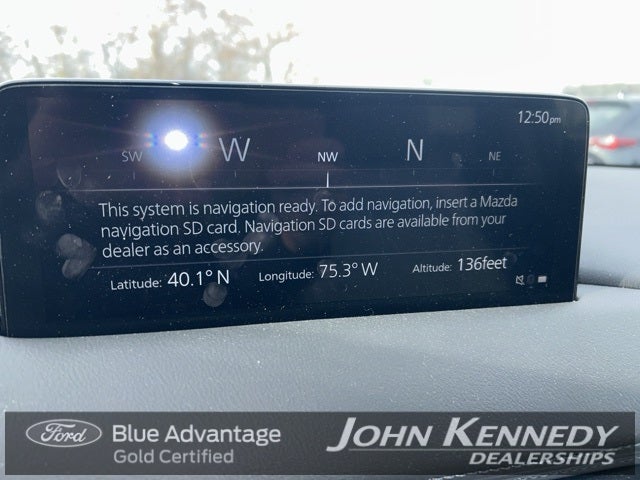 12:50pm
SW W NW N NE
This system is navigation ready. To add navigation, insert a Mazda
navigation SD card. Navigation SD cards are available from your
dealer as an accessory.
Latitude: 40.1° N Longitude: 75.3° W Altitude: 136feet
Ford Blue Advantage
Gold Certified
JOHN KENNEDY
DEALERSHIPS